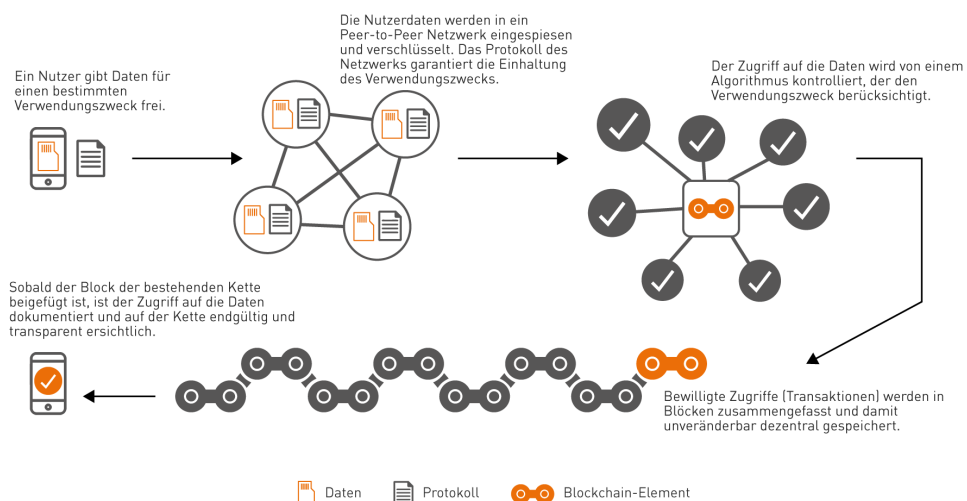 Ein Nutzer gibt Daten für
einen bestimmten
Verwendungszweck frei.
Die Nutzerdaten werden in ein
Peer-to-Peer Netzwerk eingespiesen
und verschlüsselt. Das Protokoll des
Netzwerks garantiert die Einhaltung
des Verwendungszwecks.
Der Zugriff auf die Daten wird von einem
Algorithmus kontrolliert, der den
Verwendungszweck berücksichtigt.
Bewilligte Zugriffe (Transaktionen) werden in
Blöcken zusammengefasst und damit
unveränderbar dezentral gespeichert.
Sobald der Block der bestehenden Kette
beigefügt ist, ist der Zugriff auf die Daten
dokumentiert und auf der Kette endgültig und
transparent ersichtlich.
Daten
Protokoll
Blockchain-Element